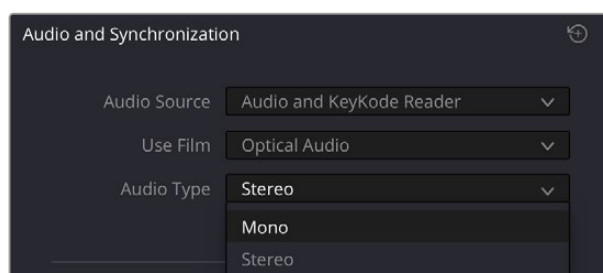 Audio and Synchronization
Audio Source Audio and KeyKode Reader
Use Film Optical Audio
Audio Type Stereo
Mono
Stereo